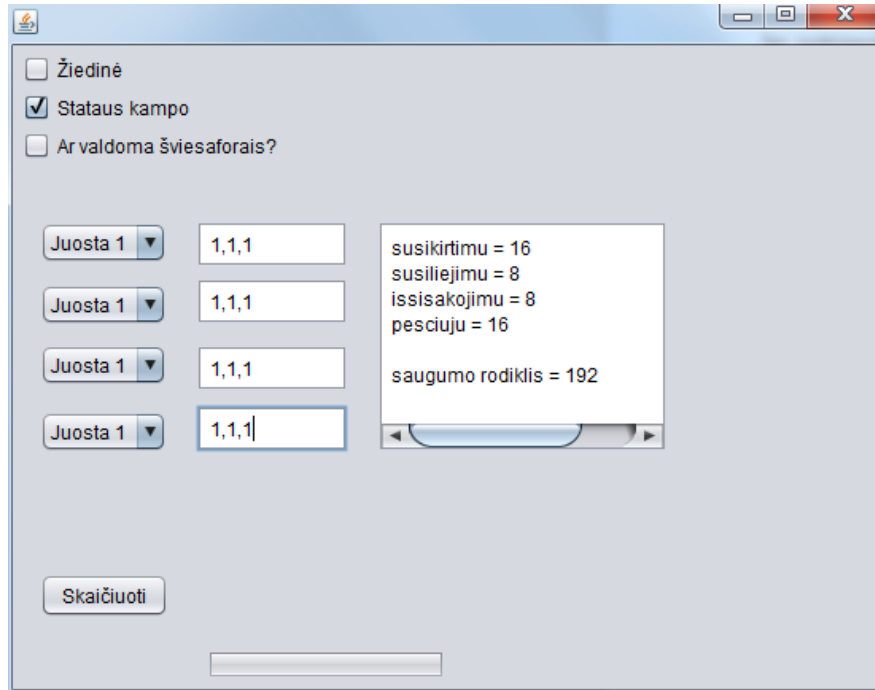 Žiedinė
Stataus kampo
Ar valdoma šviesaforais?
Juosta 1
1,1,1
Juosta 1
1,1,1
Juosta 1
1,1,1
Juosta 1
1,1,1
susikirtimu = 16
susiliejimu = 8
issisakojimu = 8
pesciuju = 16
saugumo rodiklis = 192
Skaičiuoti